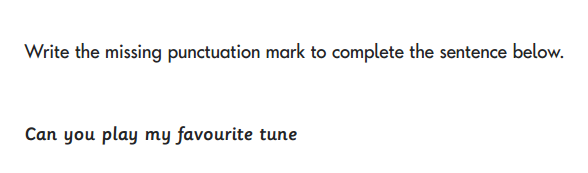 Write the missing punctuation mark to complete the sentence below.
Can you play my favourite tune